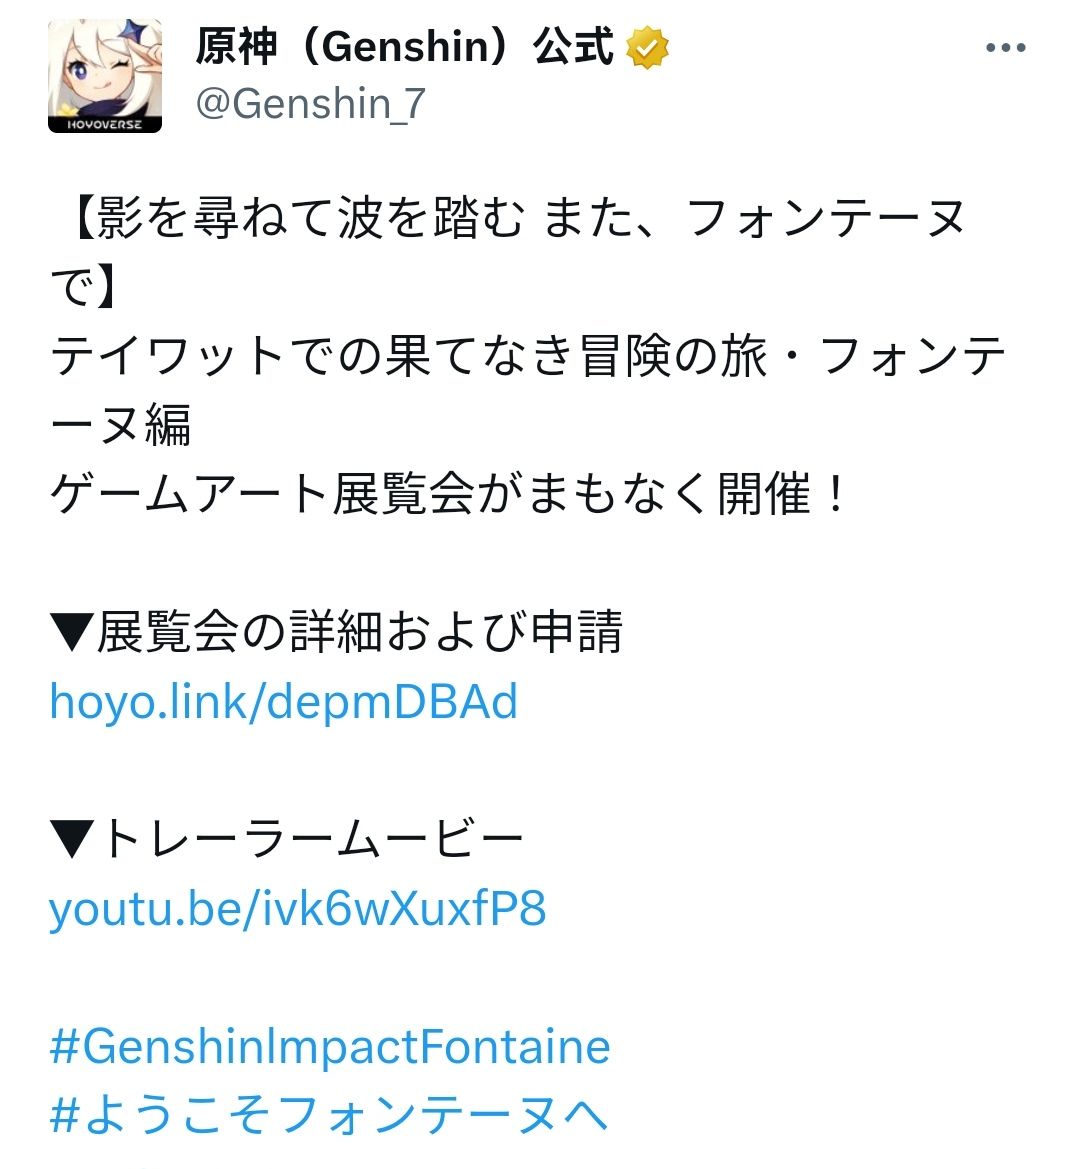 原神（Genshin）公式
@Genshin_7
HOYOVERSE
【影を尋ねて波を踏む また、フォンテーヌ
で】
テイワットでの果てなき冒険の旅・フォンテ
ーヌ編
ゲームアート展覧会がまもなく開催！
▼展覧会の詳細および申請
hoyo.link/depmDBAd
▼トレーラームービー
youtu.be/ivk6wXuxfP8
#GenshinImpactFontaine
#ようこそフォンテーヌへ